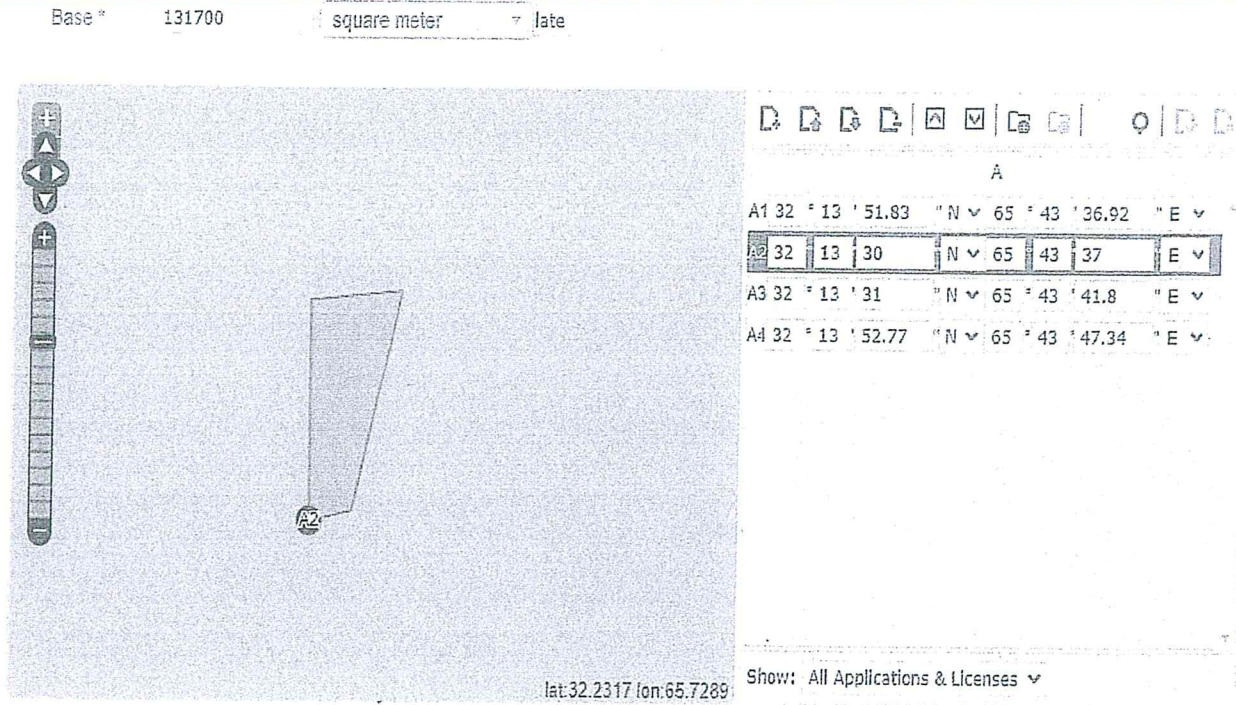 Base * 131700 square meter late
A
A1 32 ° 13 ' 51.83 " N 65 ° 43 ' 36.92 " E
A2 32 13 30 N 65 43 37 E
A3 32 ° 13 ' 31 " N 65 ° 43 ' 41.8 " E
A4 32 ° 13 ' 52.77 " N 65 ° 43 ' 47.34 " E
A2
lat:32.2317 lon:65.7289
Show: All Applications & Licenses